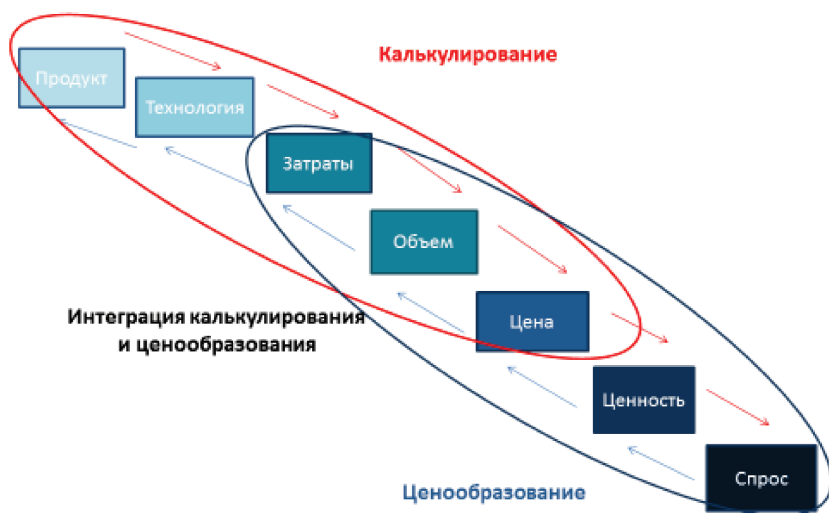 Калькулирование
Продукт
Технология
Затраты
Объем
Интеграция калькулирования
и ценообразования
Цена
Ценность
Спрос
Ценообразование